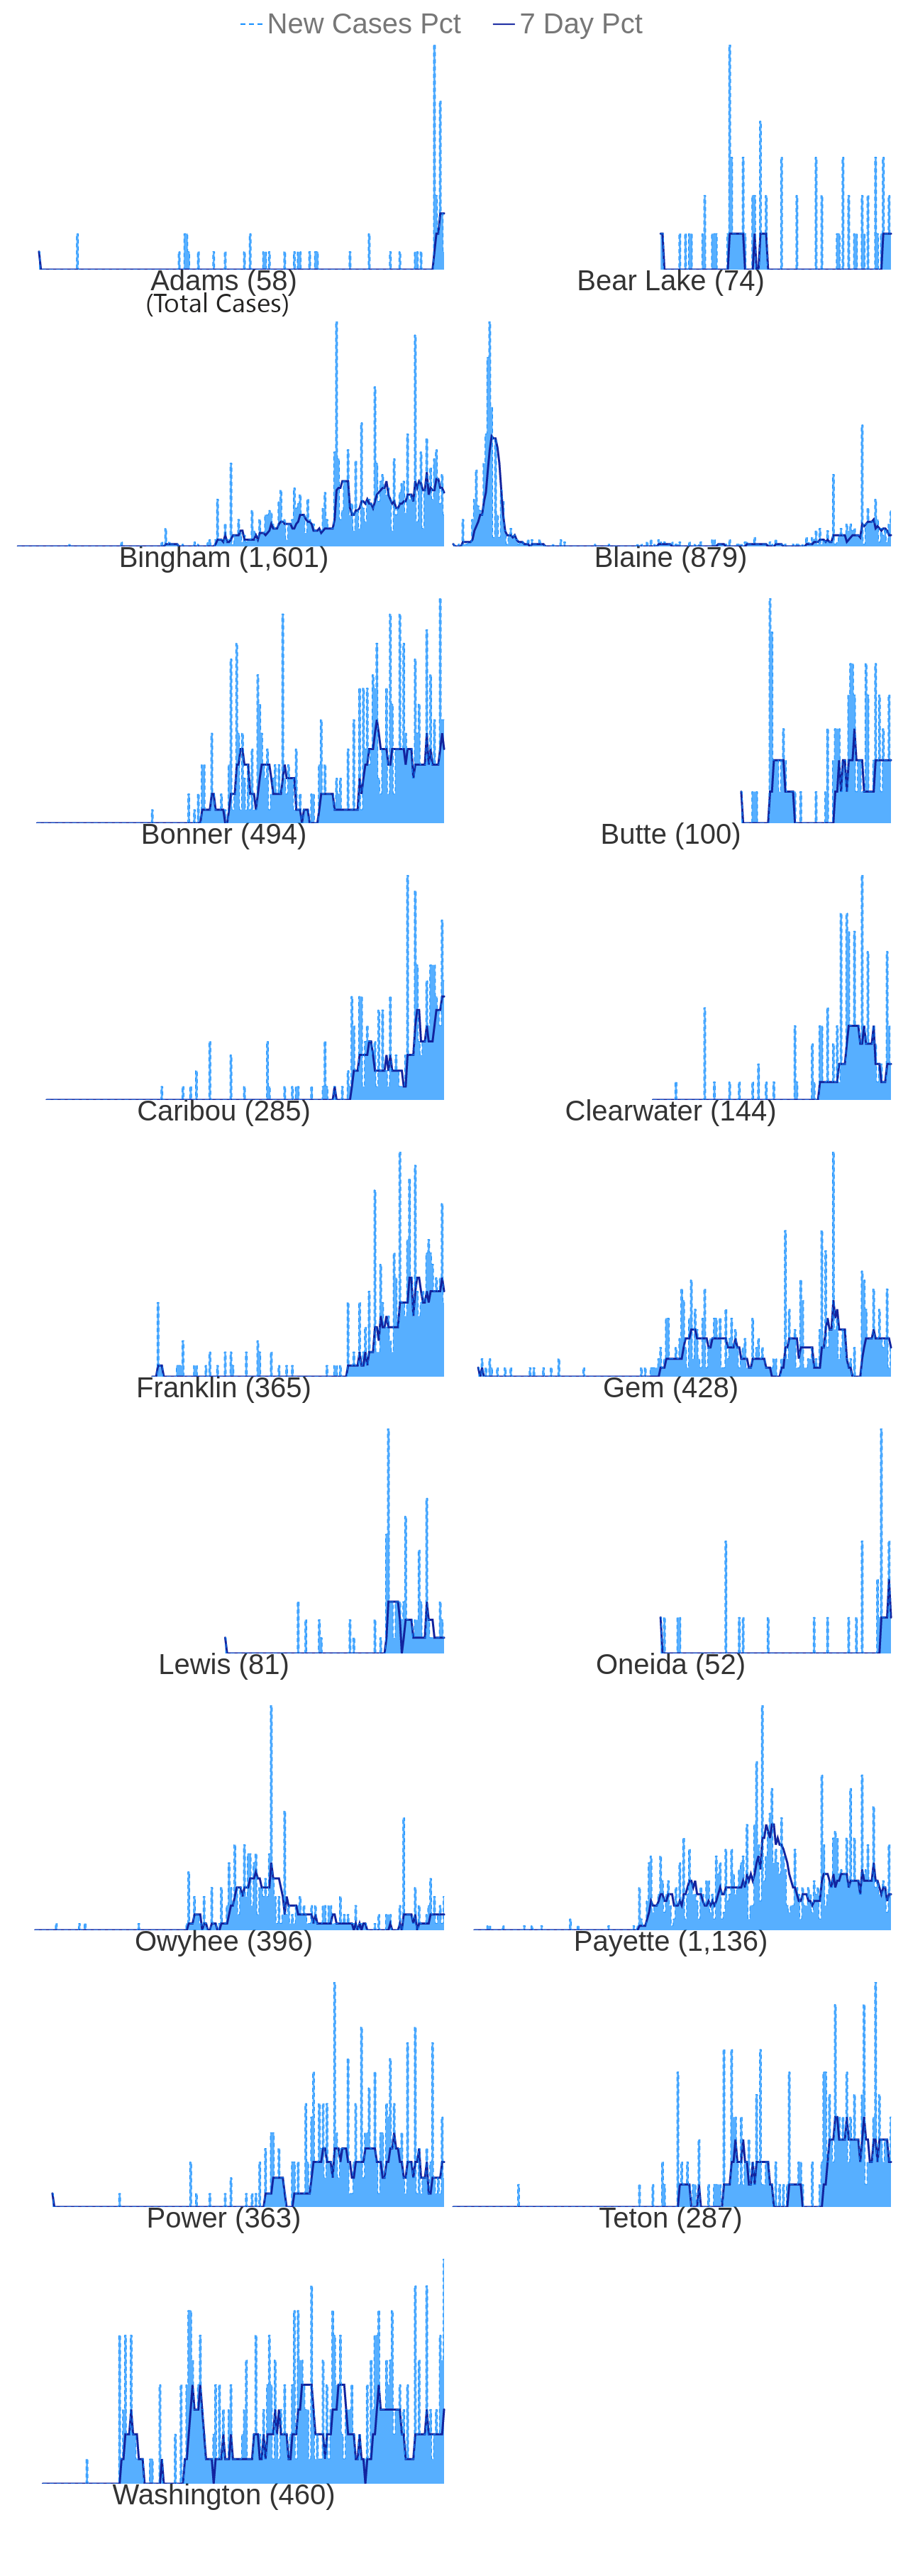 New Cases Pct 7 Day Pct
Adams (58) Bear Lake (74)
(Total Cases)
Bingham (1,601) Blaine (879)
Bonner (494) Butte (100)
Caribou (285) Clearwater (144)
Franklin (365) Gem (428)
Lewis (81) Oneida (52)
Owyhee (396) Payette (1,136)
Power (363) Teton (287)
Washington (460)